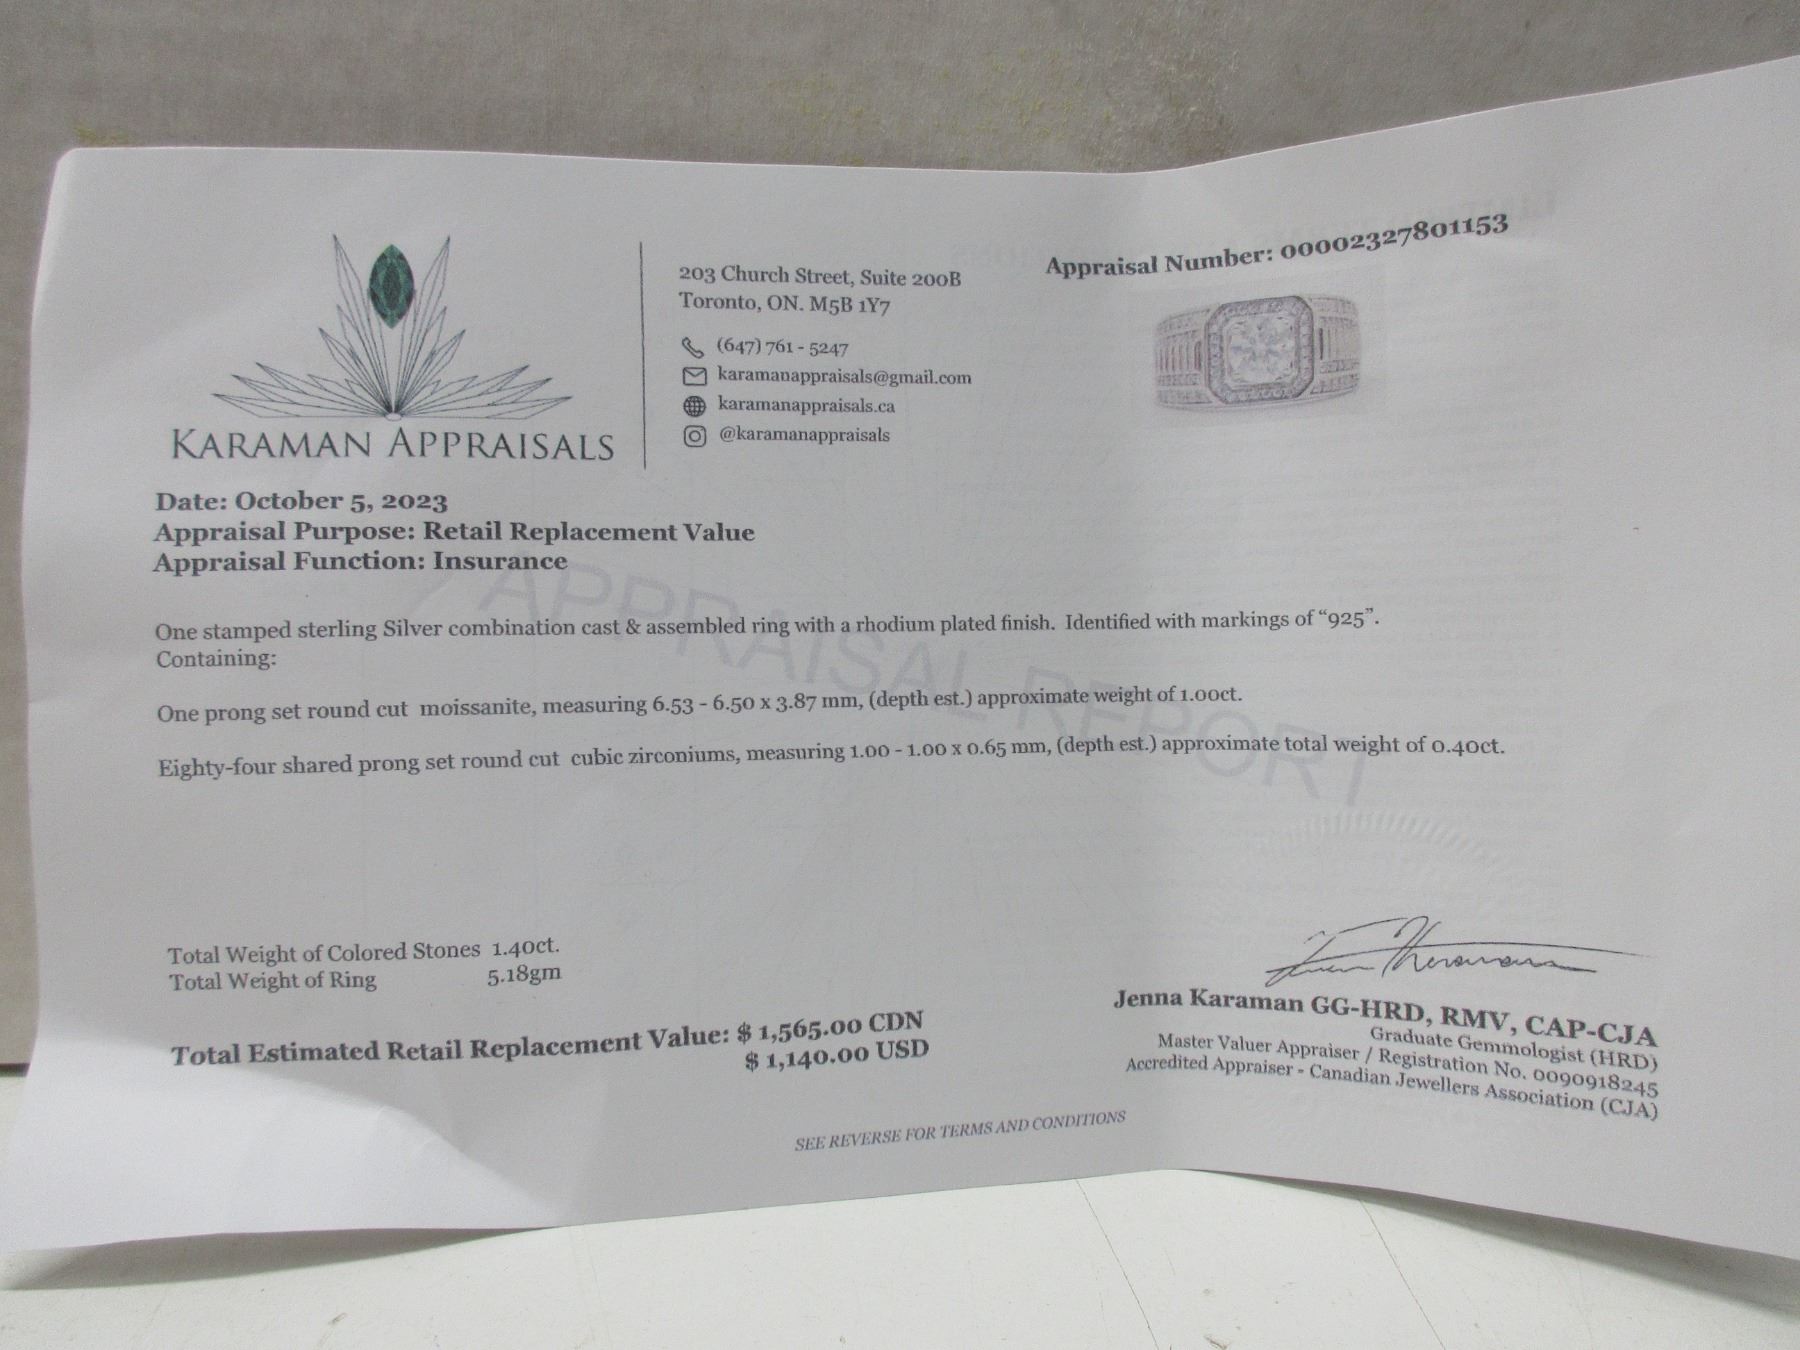 KARAMAN APPRAISALS
203 Church Street, Suite 200B
Toronto, ON. M5B 1Y7
(647) 761 - 5247
karamanappraisals@gmail.com
karamanappraisals.ca
@karamanappraisals
Appraisal Number: 00002327801153
Date: October 5, 2023
Appraisal Purpose: Retail Replacement Value
Appraisal Function: Insurance
APPRAISAL REPORT
One stamped sterling Silver combination cast & assembled ring with a rhodium plated finish. Identified with markings of “925”.
Containing:
One prong set round cut moissanite, measuring 6.53 - 6.50 x 3.87 mm, (depth est.) approximate weight of 1.00ct.
Eighty-four shared prong set round cut cubic zirconiums, measuring 1.00 - 1.00 x 0.65 mm, (depth est.) approximate total weight of 0.40ct.
Total Weight of Colored Stones 1.40ct.
Total Weight of Ring 5.18gm
Total Estimated Retail Replacement Value: $ 1,565.00 CDN
$ 1,140.00 USD
Jenna Karaman GG-HRD, RMV, CAP-CJA
Graduate Gemmologist (HRD)
Master Valuer Appraiser / Registration No. 0090918245
Accredited Appraiser - Canadian Jewellers Association (CJA)
SEE REVERSE FOR TERMS AND CONDITIONS